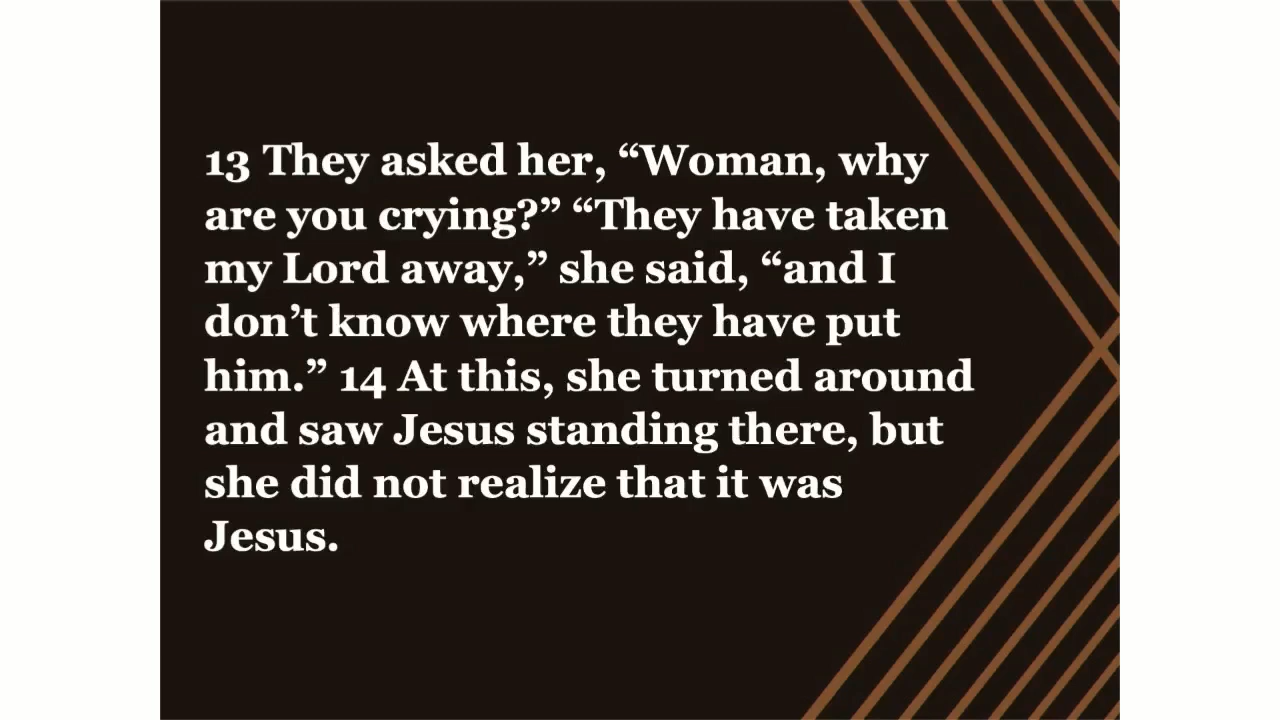 13 They asked her, “Woman, why
are you crying?” “They have taken
my Lord away,” she said, “and I
don’t know where they have put
him.” 14 At this, she turned around
and saw Jesus standing there, but
she did not realize that it was
Jesus.